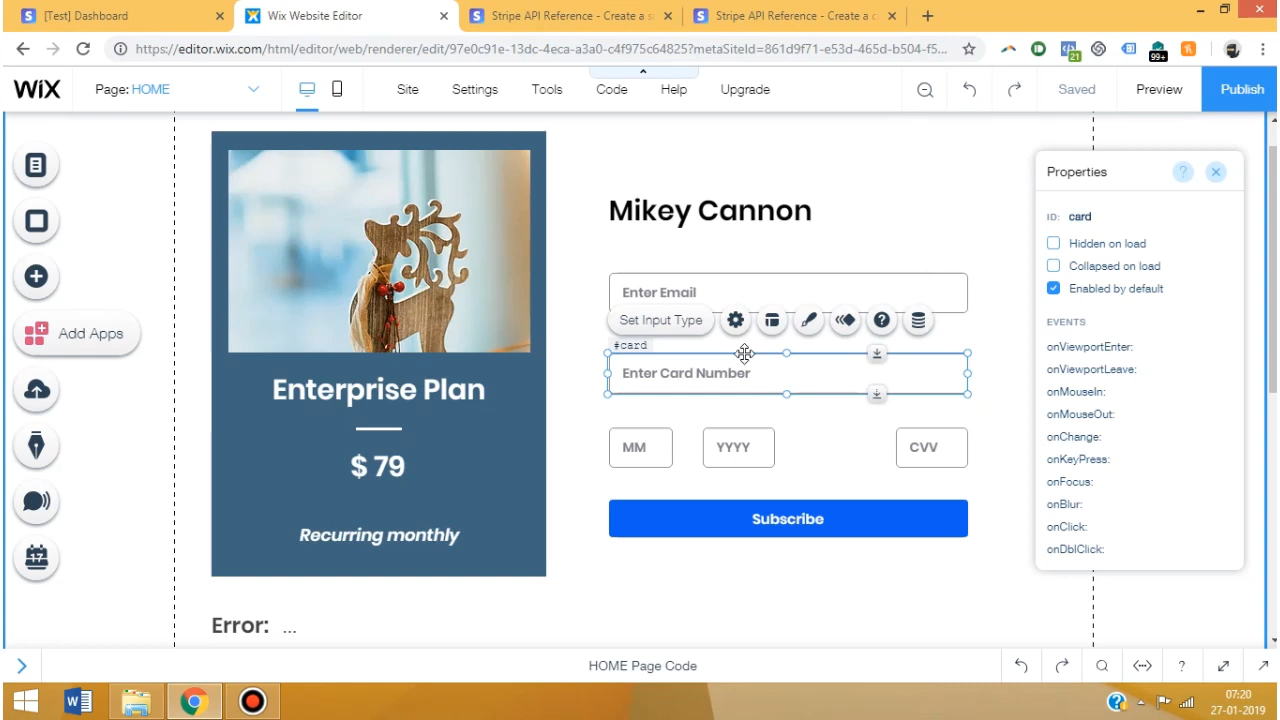 [Test] Dashboard
Wix Website Editor
Stripe API Reference - Create a s
Stripe API Reference - Create a c
https://editor.wix.com/html/editor/web/renderer/edit/97e0c91e-13dc-4eca-a3a0-c4f975c64825?metaSiteId=861d9f71-e53d-465d-b504-f5...
21
99+
WiX
Page: HOME
Site
Settings
Tools
Code
Help
Upgrade
Saved
Preview
Publish
Add Apps
17
Enterprise Plan
$ 79
Recurring monthly
Error: ...
Mikey Cannon
Enter Email
Set Input Type
#card
Enter Card Number
MM
YYYY
CVV
Subscribe
Properties
ID: card
Hidden on load
Collapsed on load
Enabled by default
EVENTS
onViewportEnter:
onViewportLeave:
onMouseIn:
onMouseOut:
onChange:
onKeyPress:
onFocus:
onBlur:
onClick:
onDblClick:
HOME Page Code
07:20
27-01-2019